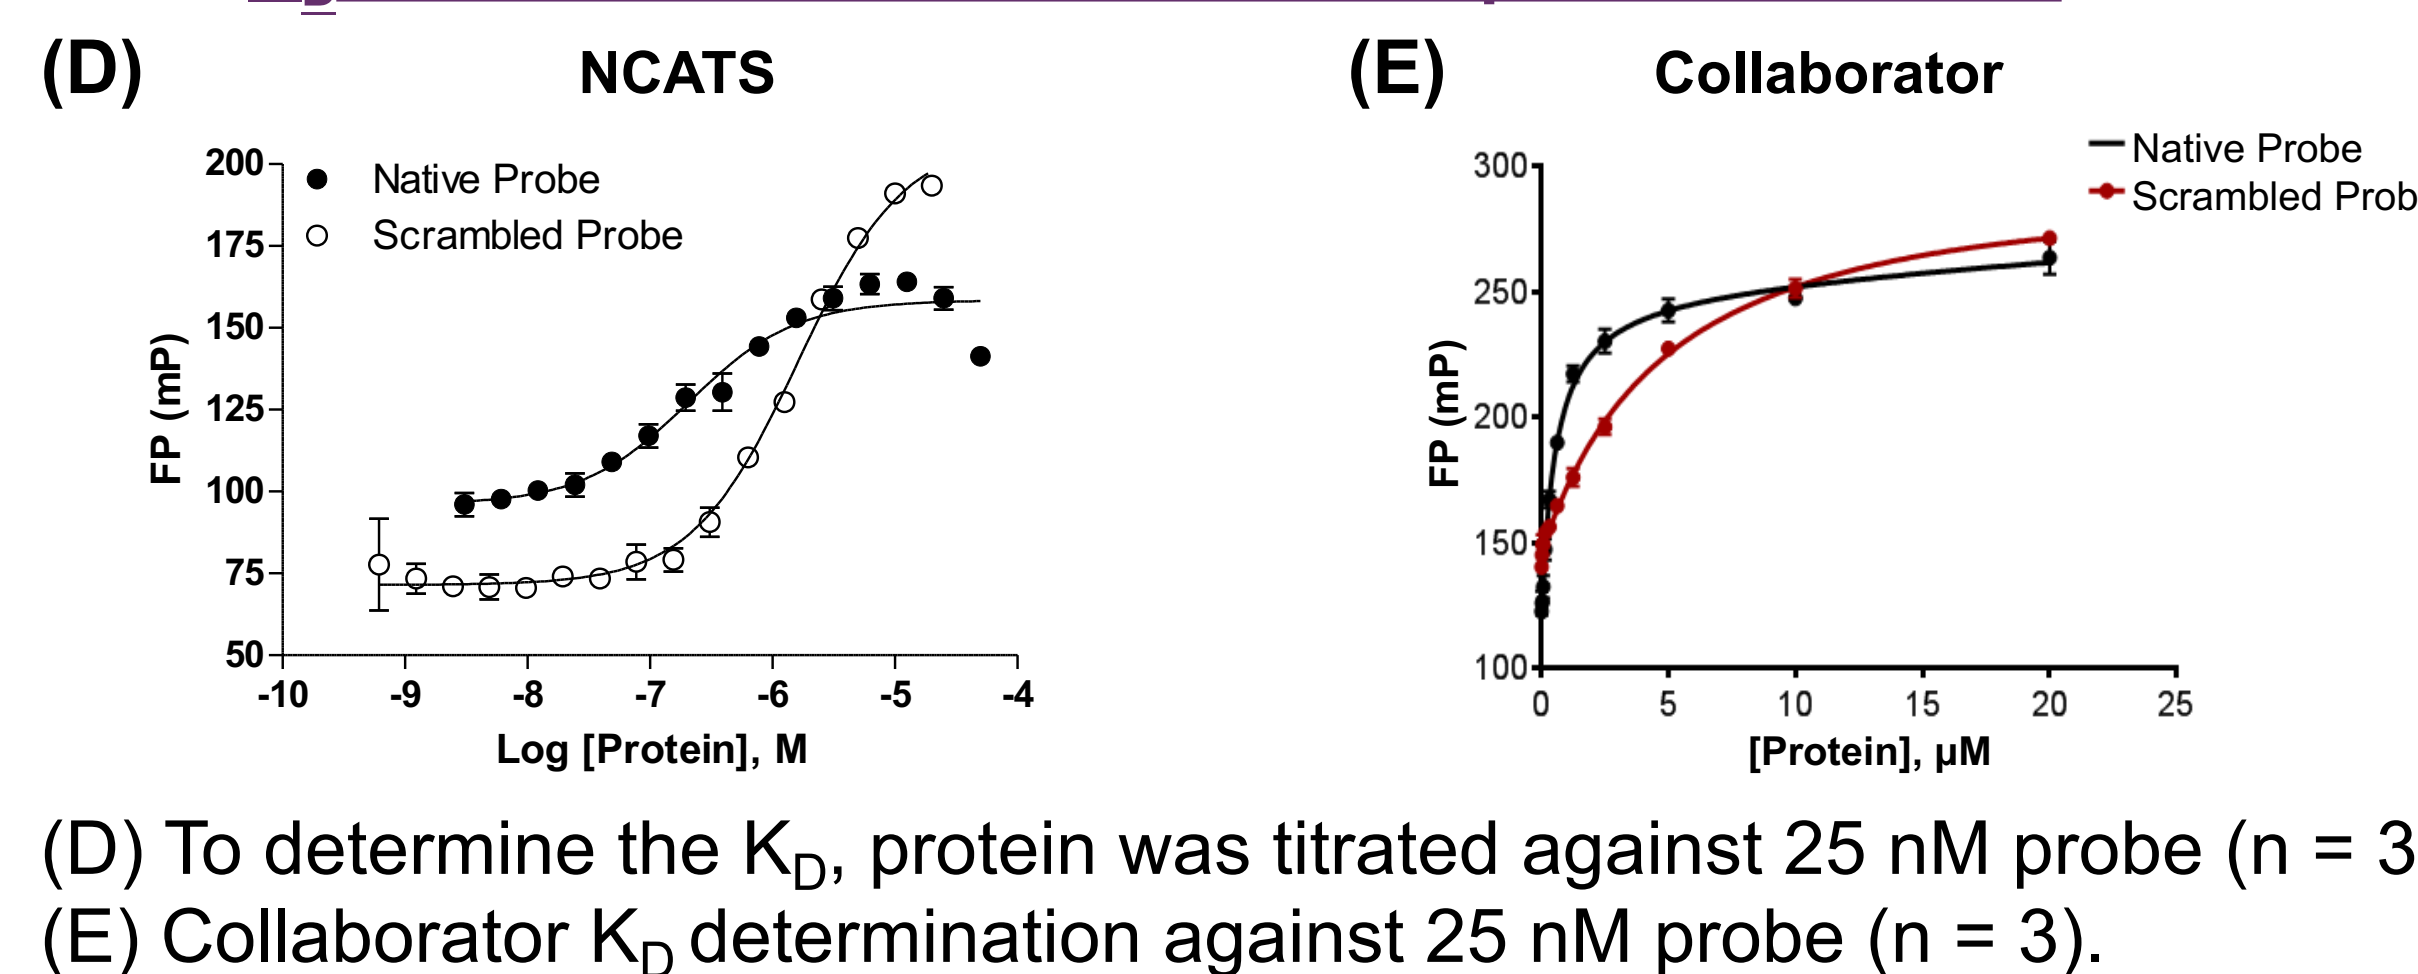 (D)
NCATS
200
175
150
125
100
75
50
FP (mP)
Native Probe
Scrambled Probe
-10 -9 -8 -7 -6 -5 -4
Log [Protein], M
(E)
Collaborator
Native Probe
Scrambled Prob
300
250
200
150
100
FP (mP)
0 5 10 15 20 25
[Protein], µM
(D) To determine the KD, protein was titrated against 25 nM probe (n = 3
(E) Collaborator KD determination against 25 nM probe (n = 3).